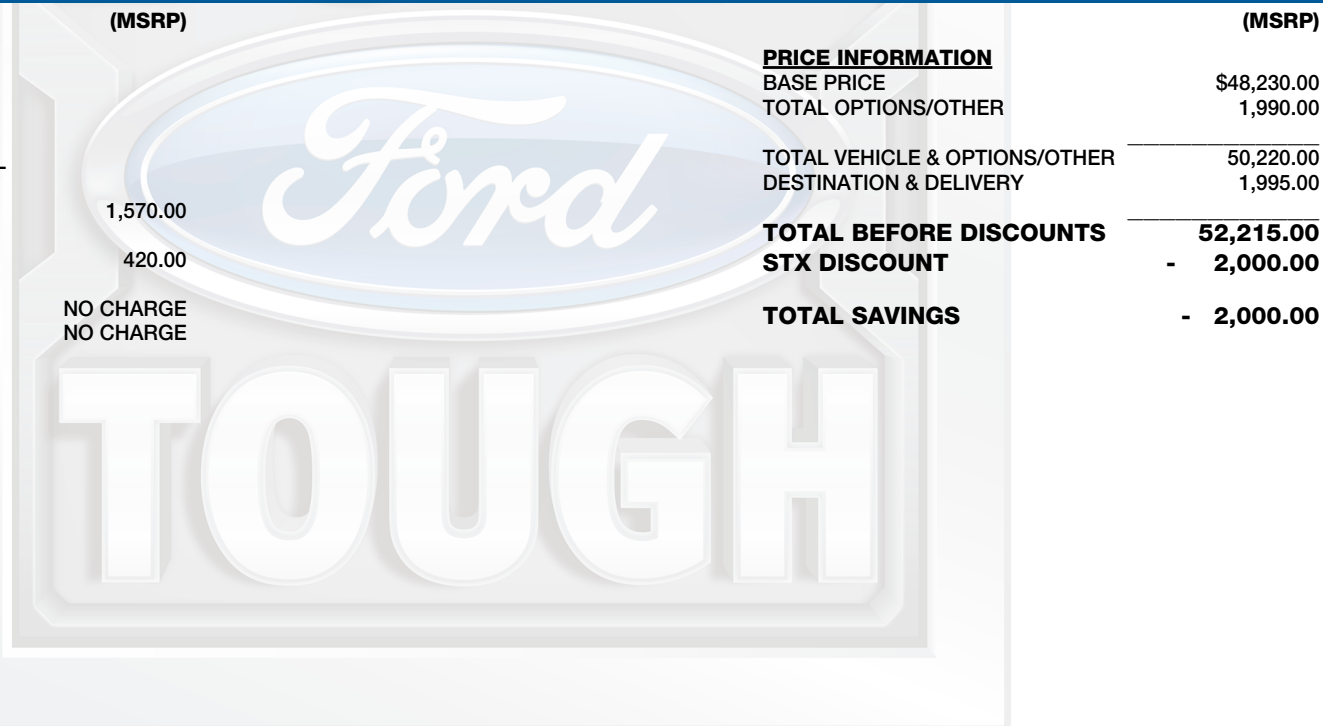 (MSRP)
1,570.00
420.00
NO CHARGE
NO CHARGE
(MSRP)
PRICE INFORMATION
BASE PRICE $48,230.00
TOTAL OPTIONS/OTHER 1,990.00
TOTAL VEHICLE & OPTIONS/OTHER 50,220.00
DESTINATION & DELIVERY 1,995.00
TOTAL BEFORE DISCOUNTS 52,215.00
STX DISCOUNT - 2,000.00
TOTAL SAVINGS - 2,000.00
Ford
TOUGH